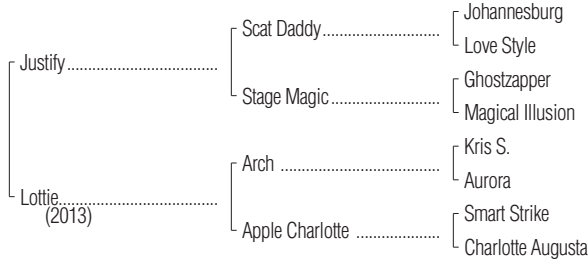 Johannesburg
Scat Daddy
Love Style
Justify
Ghostzapper
Stage Magic
Magical Illusion
Kris S.
Arch
Aurora
Lottie
(2013)
Smart Strike
Apple Charlotte
Charlotte Augusta